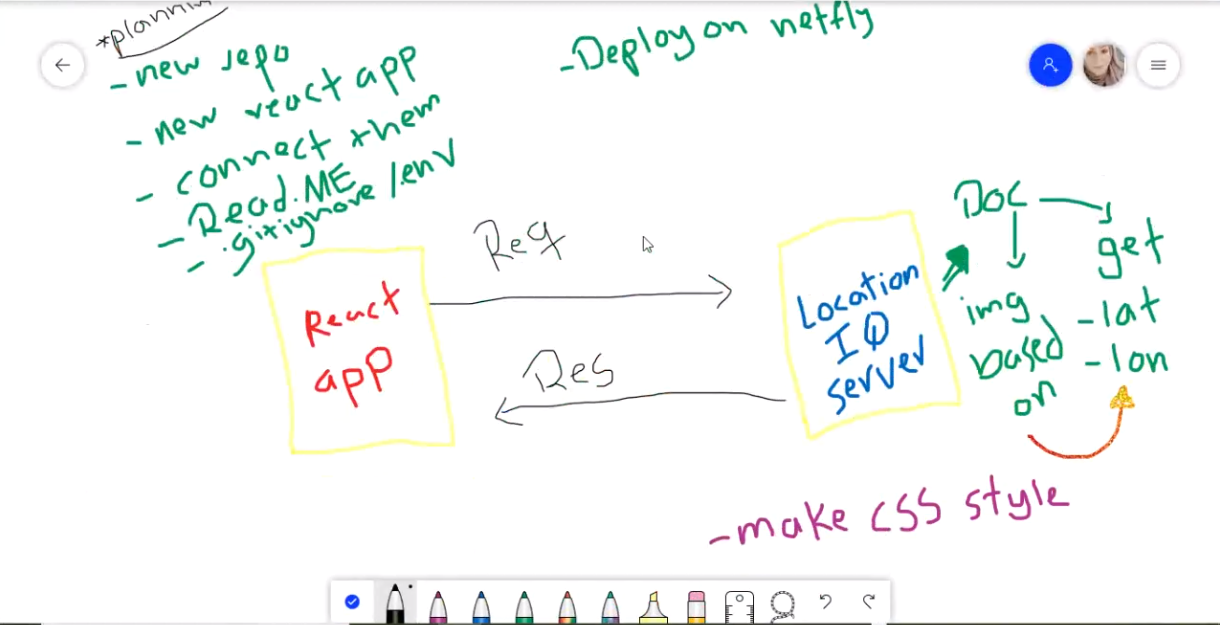 *planning
- new repo
- new react app
- connect them
- Read.ME
- .gitignore /.env
- Deploy on netfly
React
app
Req
Res
Location
IQ
server
Doc
img
based
on
get
- lat
- lon
- make CSS style